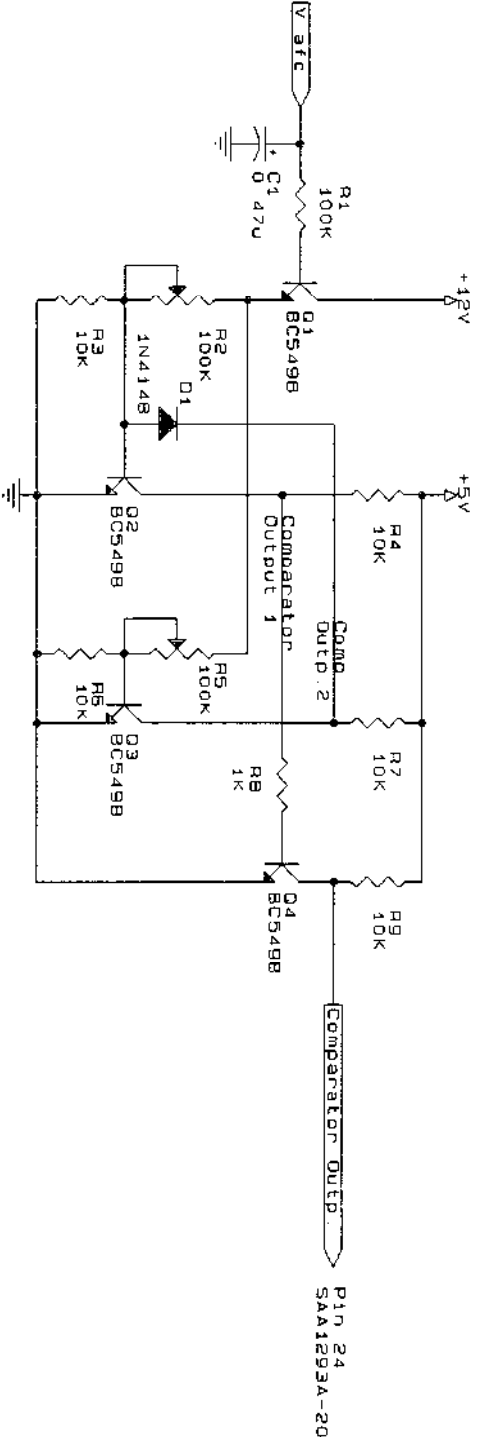 V afc
C1
0.47u
R1
100K
+12V
Q1
BC549B
R2
100K
R3
10K
D1
1N4148
+5V
R4
10K
Q2
BC549B
Comparator
Output 1
Comp
Outp.2
R5
100K
R6
10K
R7
10K
Q3
BC549B
R8
1K
R9
10K
Q4
BC549B
Comparator Outp.
Pin 24
SAA1293A-20